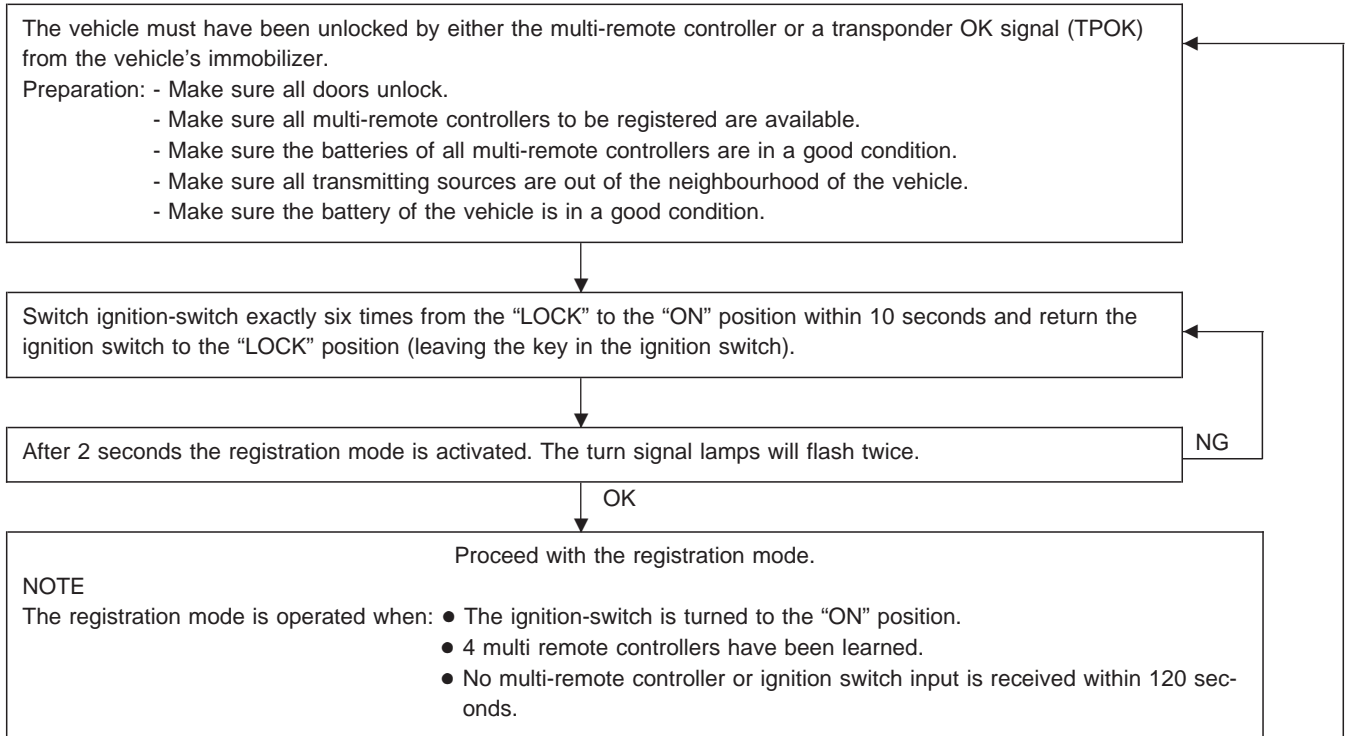 The vehicle must have been unlocked by either the multi-remote controller or a transponder OK signal (TPOK)
from the vehicle’s immobilizer.
Preparation: - Make sure all doors unlock.
- Make sure all multi-remote controllers to be registered are available.
- Make sure the batteries of all multi-remote controllers are in a good condition.
- Make sure all transmitting sources are out of the neighbourhood of the vehicle.
- Make sure the battery of the vehicle is in a good condition.
Switch ignition-switch exactly six times from the “LOCK” to the “ON” position within 10 seconds and return the
ignition switch to the “LOCK” position (leaving the key in the ignition switch).
After 2 seconds the registration mode is activated. The turn signal lamps will flash twice.
NG
OK
Proceed with the registration mode.
NOTE
The registration mode is operated when: ● The ignition-switch is turned to the “ON” position.
● 4 multi remote controllers have been learned.
● No multi-remote controller or ignition switch input is received within 120 sec-
onds.